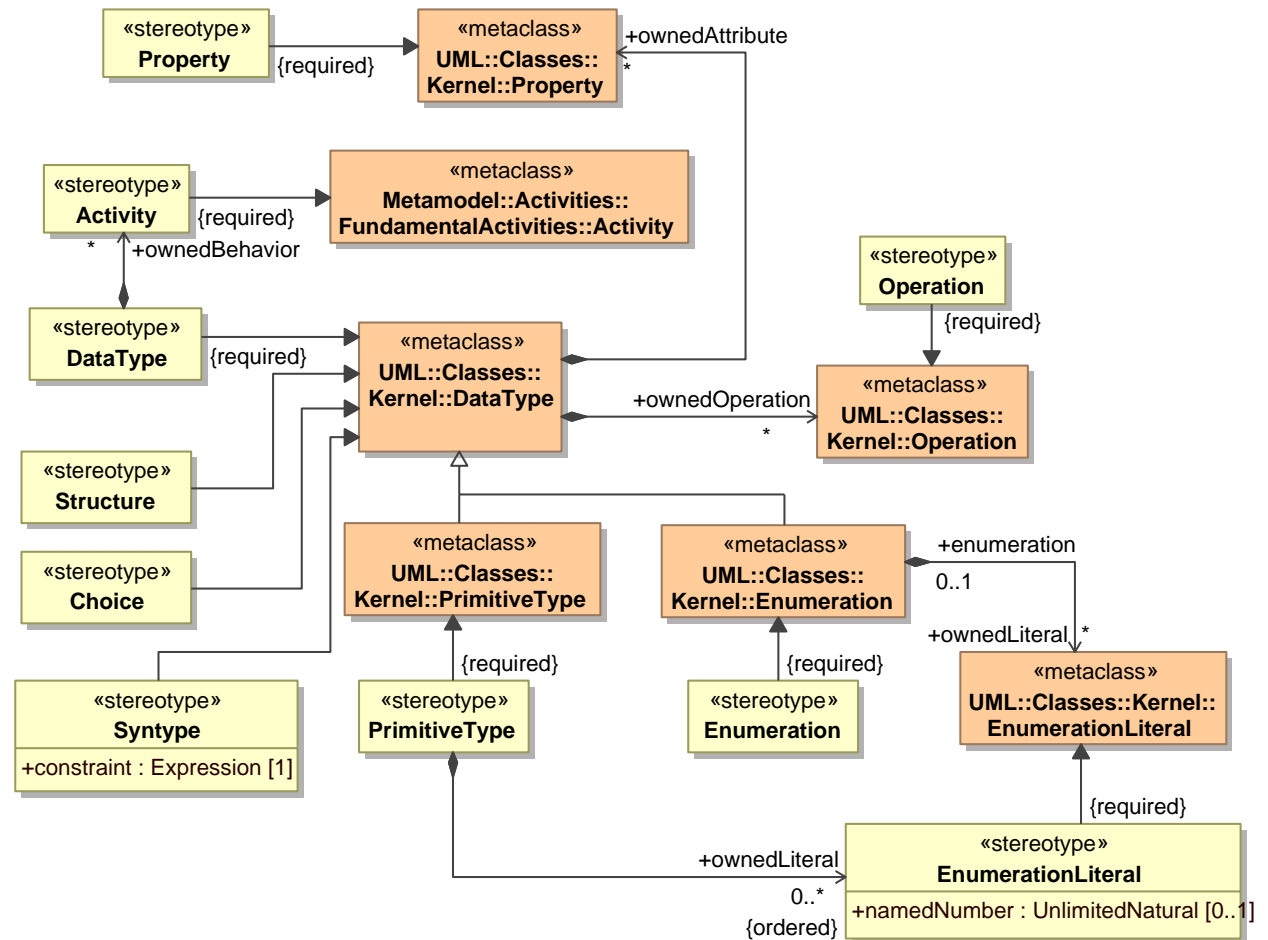 «stereotype»
Property
{required}
«metaclass»
UML::Classes::
Kernel::Property
+ownedAttribute
*
«stereotype»
Activity
{required}
«metaclass»
Metamodel::Activities::
FundamentalActivities::Activity
*
+ownedBehavior
«stereotype»
DataType
{required}
«metaclass»
UML::Classes::
Kernel::DataType
«stereotype»
Operation
{required}
+ownedOperation
*
«metaclass»
UML::Classes::
Kernel::Operation
«stereotype»
Structure
«stereotype»
Choice
«metaclass»
UML::Classes::
Kernel::PrimitiveType
«metaclass»
UML::Classes::
Kernel::Enumeration
+enumeration
0..1
+ownedLiteral
*
{required}
{required}
«stereotype»
Syntype
+constraint : Expression [1]
«stereotype»
PrimitiveType
«stereotype»
Enumeration
«metaclass»
UML::Classes::Kernel::
EnumerationLiteral
{required}
+ownedLiteral
0..*
{ordered}
«stereotype»
EnumerationLiteral
+namedNumber : UnlimitedNatural [0..1]